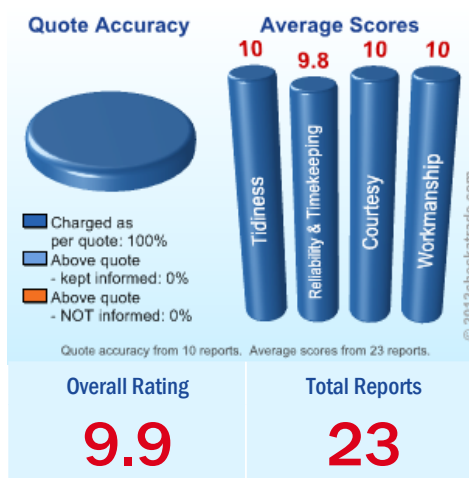 Quote Accuracy
Average Scores
10
9.8
10
10
Tidiness
Reliability & Timekeeping
Courtesy
Workmanship
Charged as
per quote: 100%
Above quote
- kept informed: 0%
Above quote
- NOT informed: 0%
© 2013checkatrade.com
Quote accuracy from 10 reports. Average scores from 23 reports.
Overall Rating
Total Reports
9.9
23